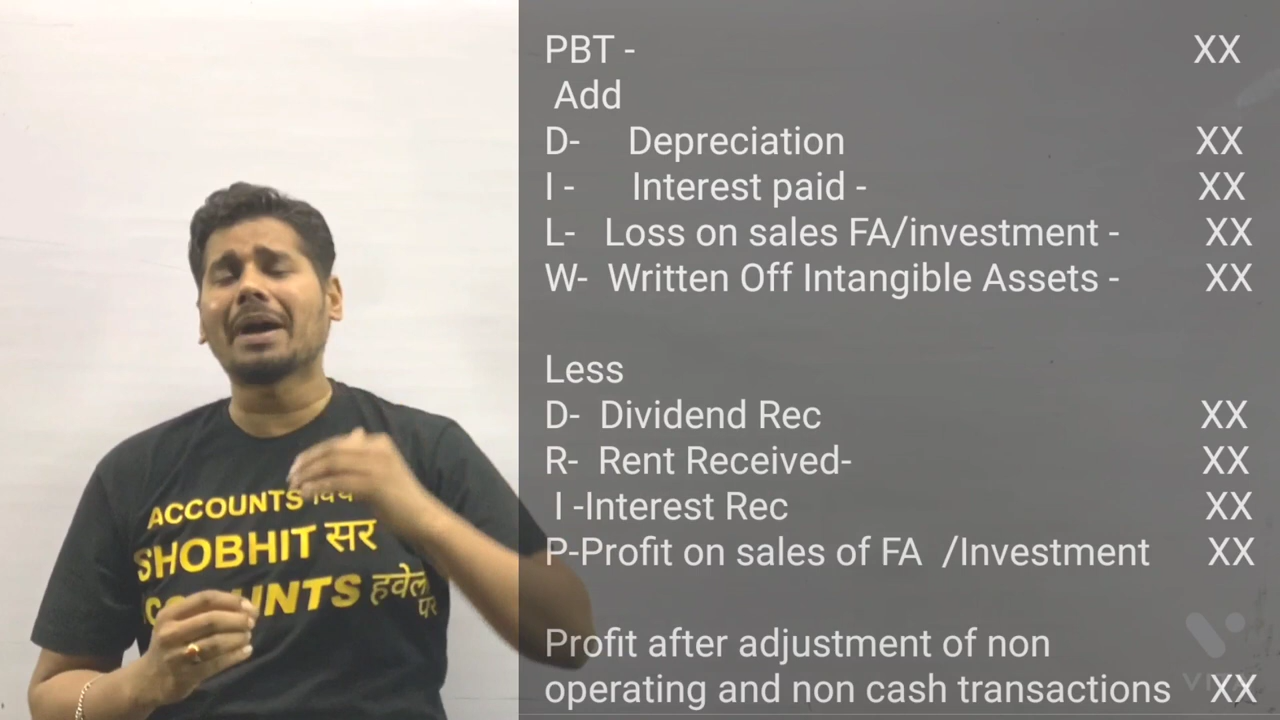 ACCOUNTS
SHOBHIT सर
PBT - XX
Add
D- Depreciation XX
I - Interest paid - XX
L- Loss on sales FA/investment - XX
W- Written Off Intangible Assets - XX
Less
D- Dividend Rec XX
R- Rent Received- XX
I -Interest Rec XX
P-Profit on sales of FA /Investment XX
Profit after adjustment of non
operating and non cash transactions XX